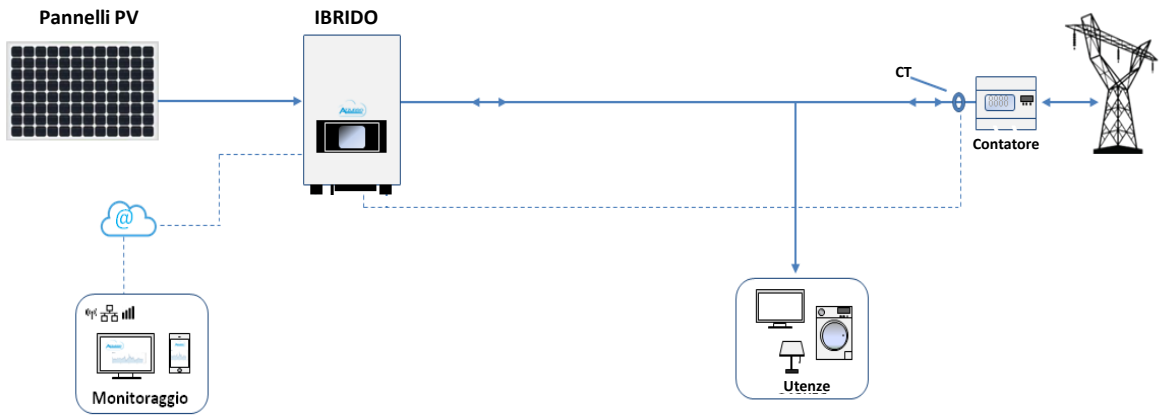 Pannelli PV
IBRIDO
CT
Contatore
@
Monitoraggio
Utenze